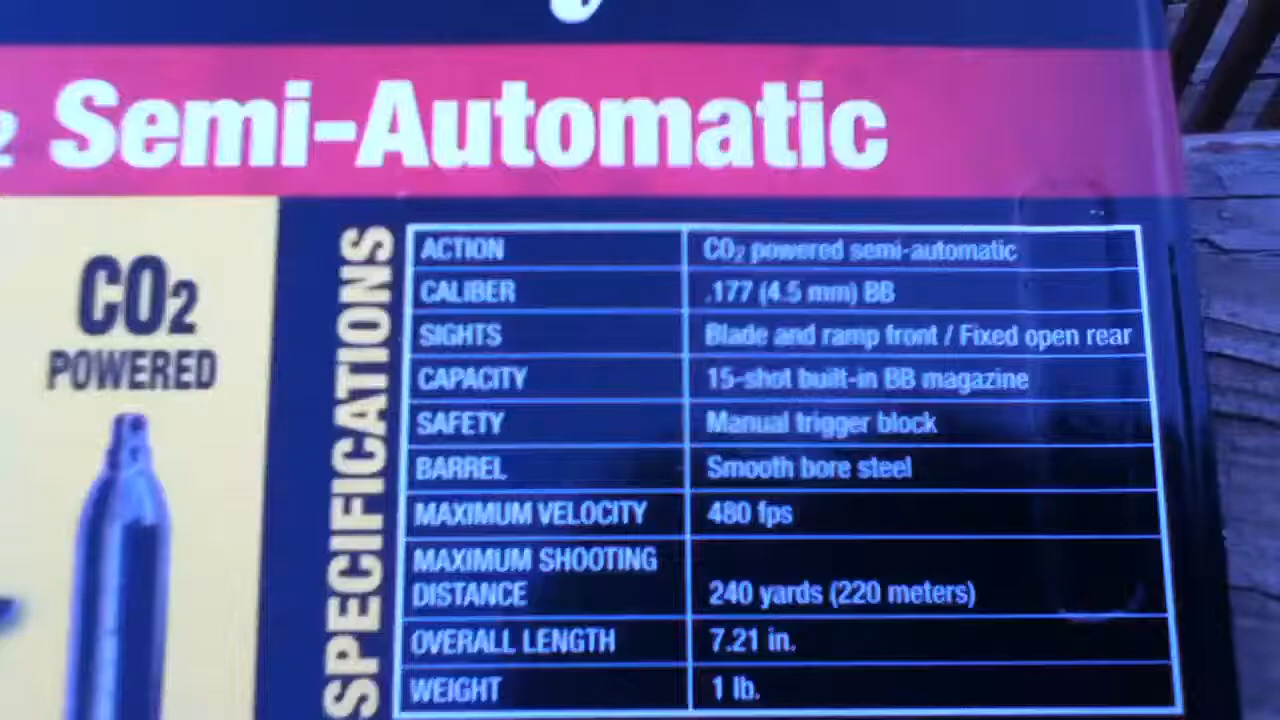 Semi-Automatic
CO₂
POWERED
SPECIFICATIONS
ACTION CO₂ powered semi-automatic
CALIBER .177 (4.5 mm) BB
SIGHTS Blade and ramp front / Fixed open rear
CAPACITY 15-shot built-in BB magazine
SAFETY Manual trigger block
BARREL Smooth bore steel
MAXIMUM VELOCITY 480 fps
MAXIMUM SHOOTING
DISTANCE 240 yards (220 meters)
OVERALL LENGTH 7.21 in.
WEIGHT 1 lb.